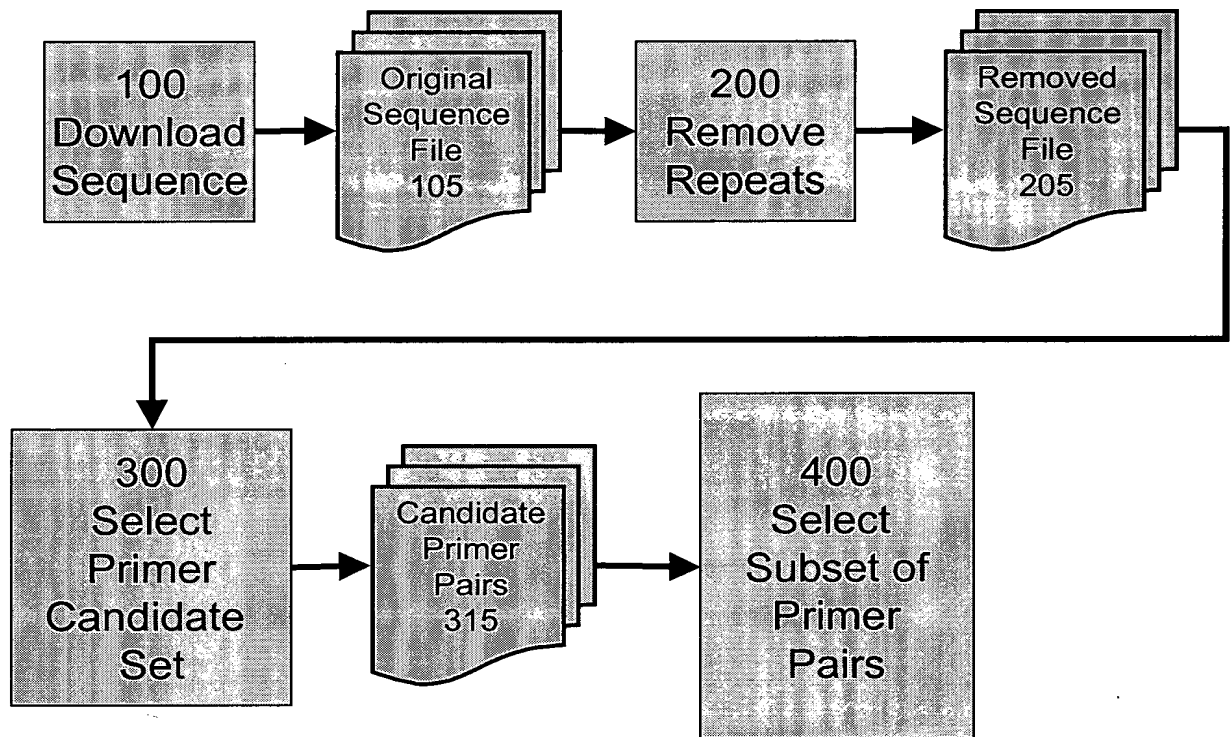 100
Download
Sequence
Original
Sequence
File
105
200
Remove
Repeats
Removed
Sequence
File
205
300
Select
Primer
Candidate
Set
Candidate
Primer
Pairs
315
400
Select
Subset of
Primer
Pairs